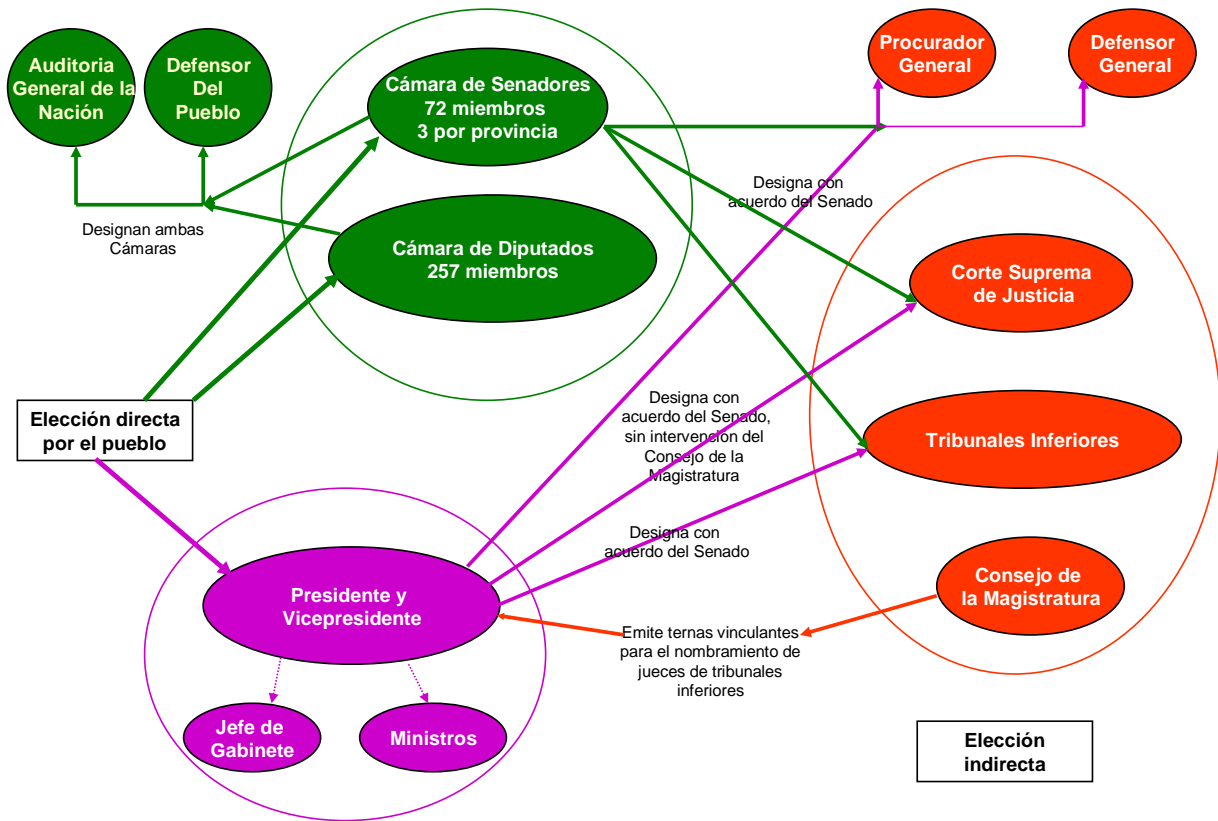 Auditoria
General de la
Nación
Defensor
Del
Pueblo
Cámara de Senadores
72 miembros
3 por provincia
Procurador
General
Defensor
General
Designan ambas
Cámaras
Cámara de Diputados
257 miembros
Designa con
acuerdo del Senado
Corte Suprema
de Justicia
Elección directa
por el pueblo
Designa con
acuerdo del Senado,
sin intervención del
Consejo de la
Magistratura
Tribunales Inferiores
Designa con
acuerdo del Senado
Presidente y
Vicepresidente
Consejo de
la Magistratura
Emite ternas vinculantes
para el nombramiento de
jueces de tribunales
inferiores
Jefe de
Gabinete
Ministros
Elección
indirecta